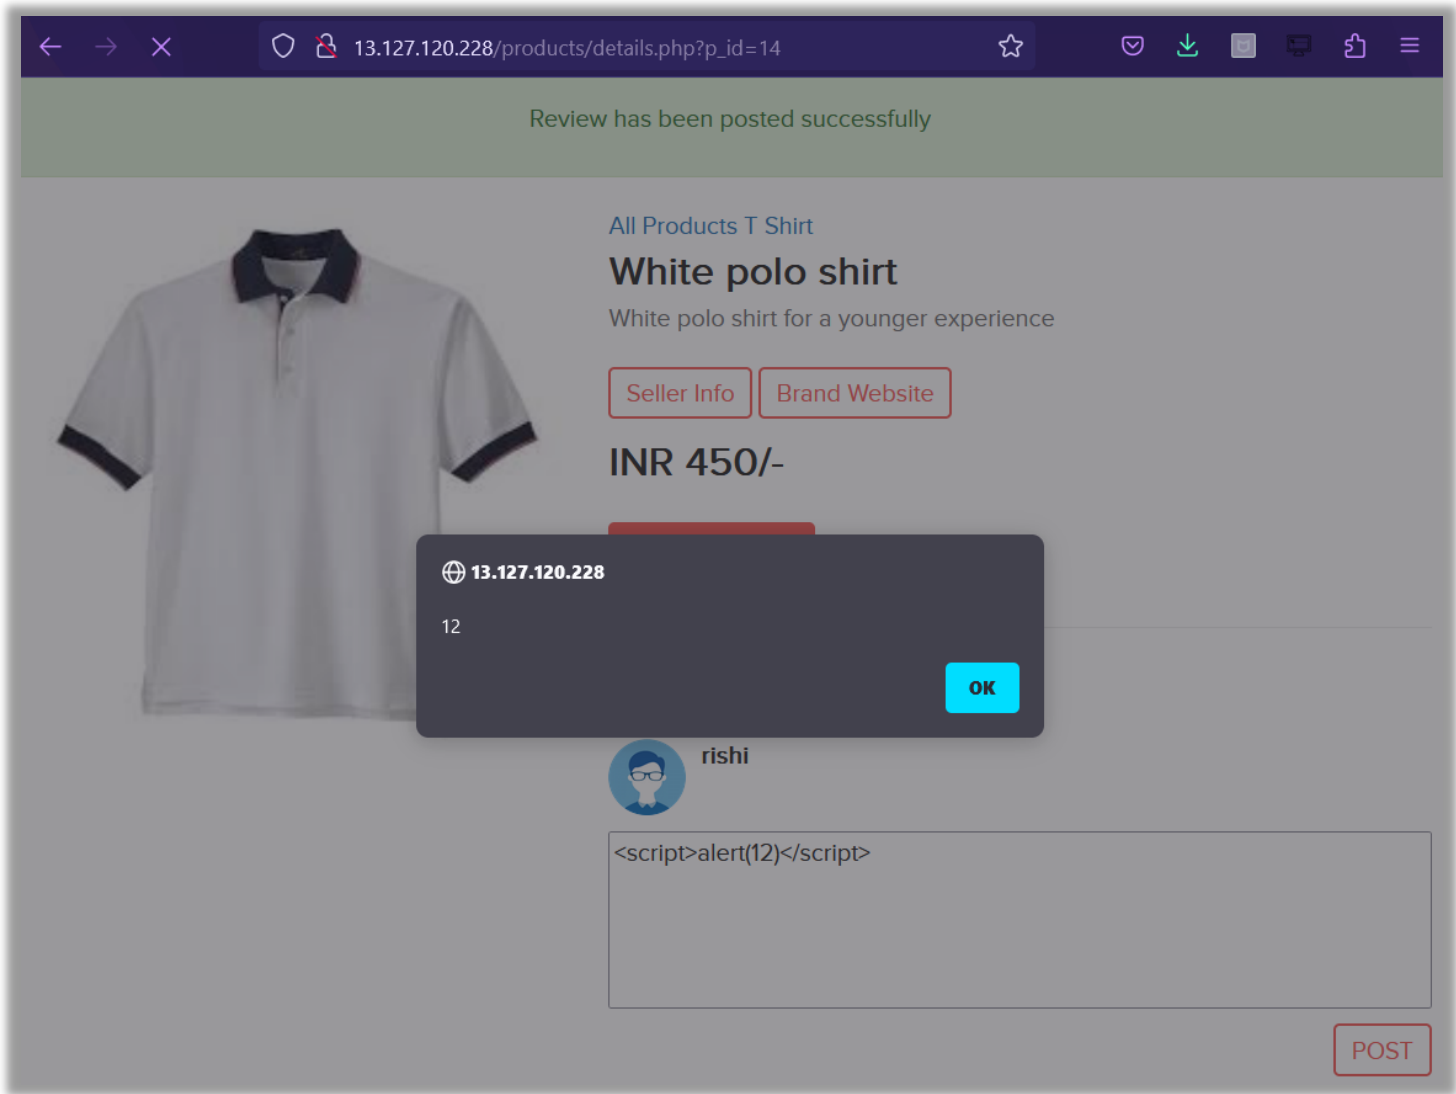 13.127.120.228/products/details.php?p_id=14
Review has been posted successfully
All Products T Shirt
White polo shirt
White polo shirt for a younger experience
Seller Info Brand Website
INR 450/-
13.127.120.228
12
OK
rishi
<script>alert(12)</script>
POST